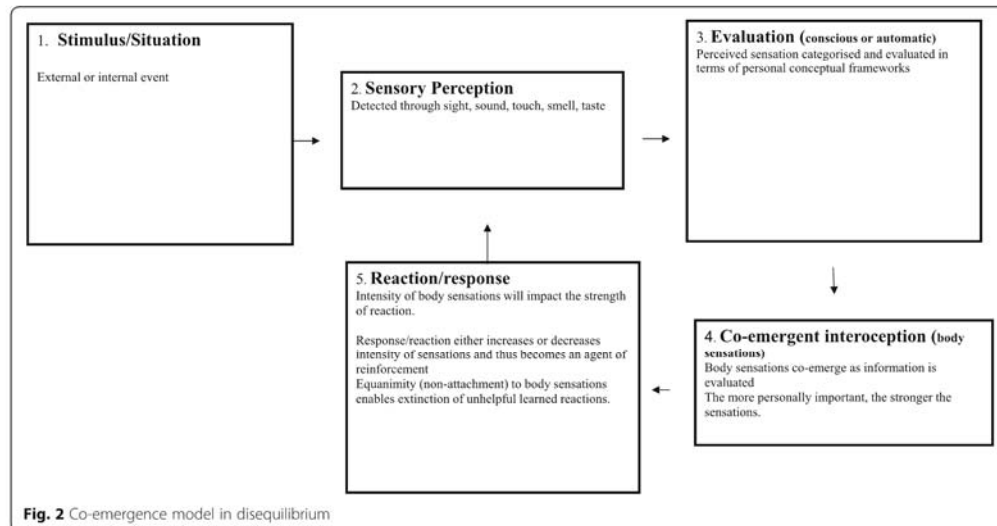 1. Stimulus/Situation
External or internal event
2. Sensory Perception
Detected through sight, sound, touch, smell, taste
3. Evaluation (conscious or automatic)
Perceived sensation categorised and evaluated in
terms of personal conceptual frameworks
4. Co-emergent interoception (body
sensations)
Body sensations co-emerge as information is
evaluated
The more personally important, the stronger the
sensations.
5. Reaction/response
Intensity of body sensations will impact the strength
of reaction.
Response/reaction either increases or decreases
intensity of sensations and thus becomes an agent of
reinforcement
Equanimity (non-attachment) to body sensations
enables extinction of unhelpful learned reactions.
Fig. 2 Co-emergence model in disequilibrium